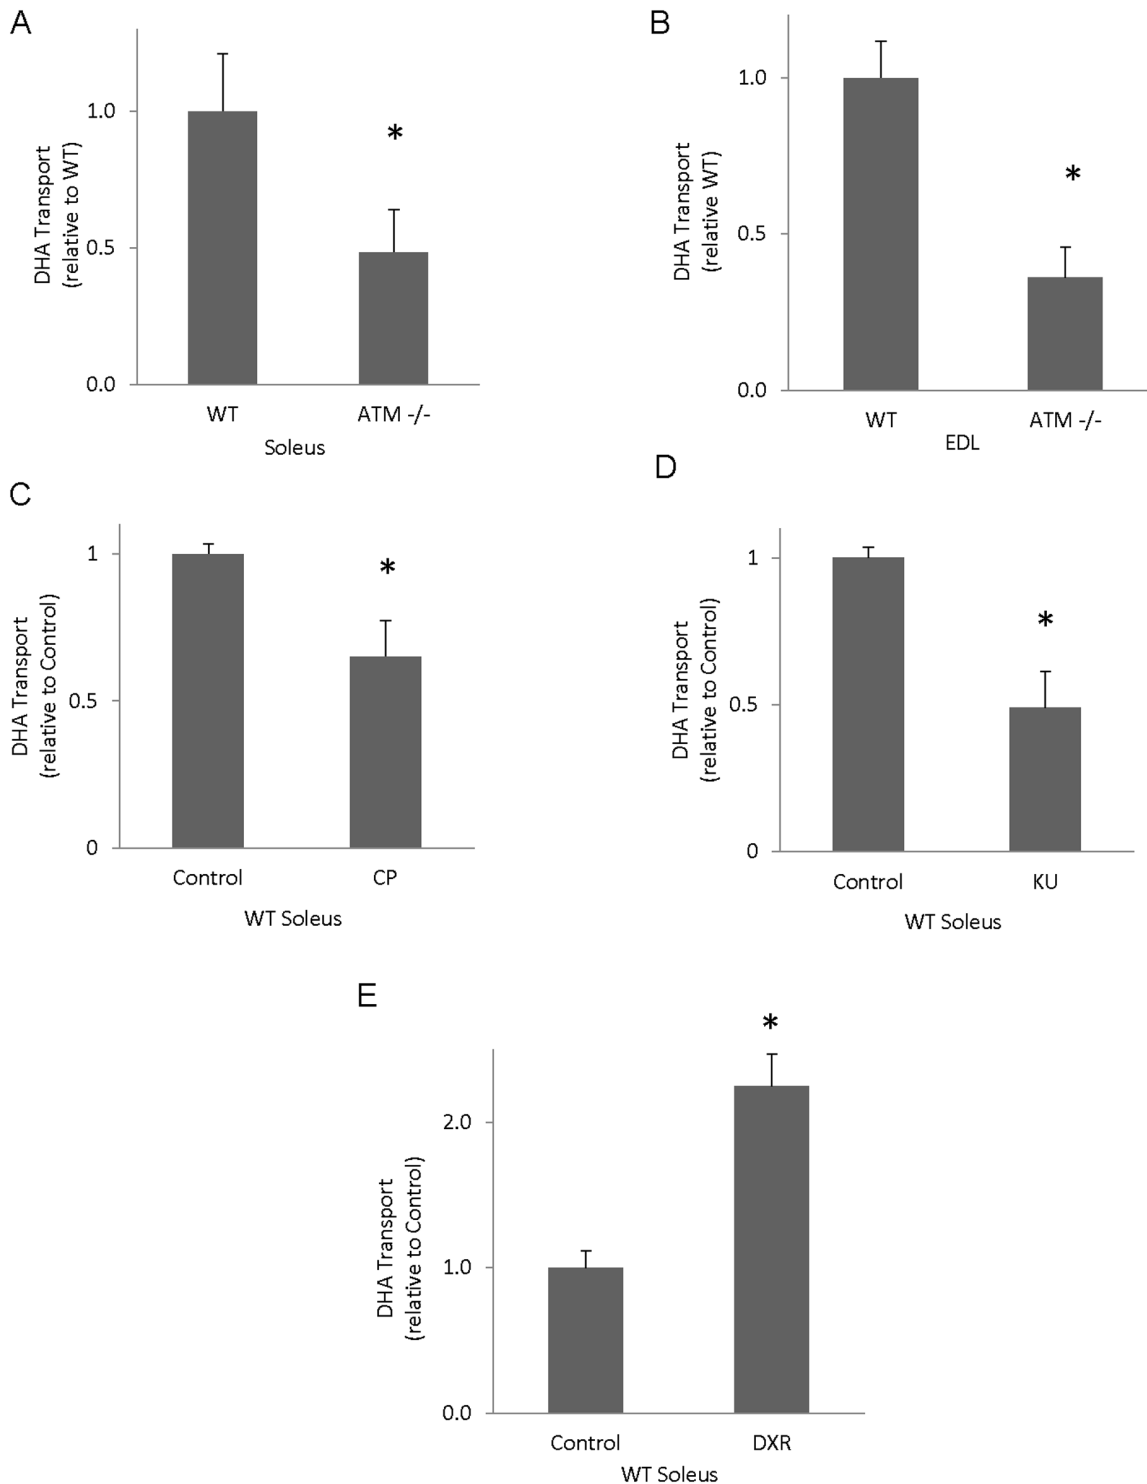 A
DHA Transport
(relative to WT)
1.0
0.5
0.0
*
WT
ATM -/-
Soleus
B
DHA Transport
(relative WT)
1.0
0.5
0.0
*
WT
ATM -/-
EDL
C
DHA Transport
(relative to Control)
1
0.5
0
*
Control
CP
WT Soleus
D
DHA Transport
(relative to Control)
1
0.5
0
*
Control
KU
WT Soleus
E
DHA Transport
(relative to Control)
2.0
1.0
0.0
*
Control
DXR
WT Soleus